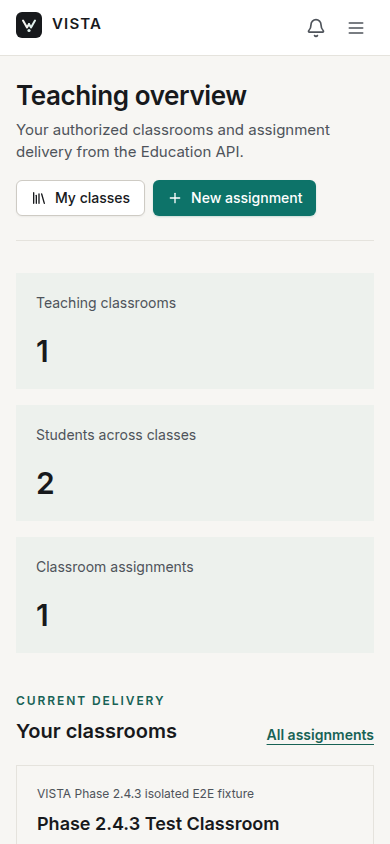 VISTA
Teaching overview
Your authorized classrooms and assignment
delivery from the Education API.
My classes
New assignment
Teaching classrooms
1
Students across classes
2
Classroom assignments
1
CURRENT DELIVERY
Your classrooms
All assignments
VISTA Phase 2.4.3 isolated E2E fixture
Phase 2.4.3 Test Classroom